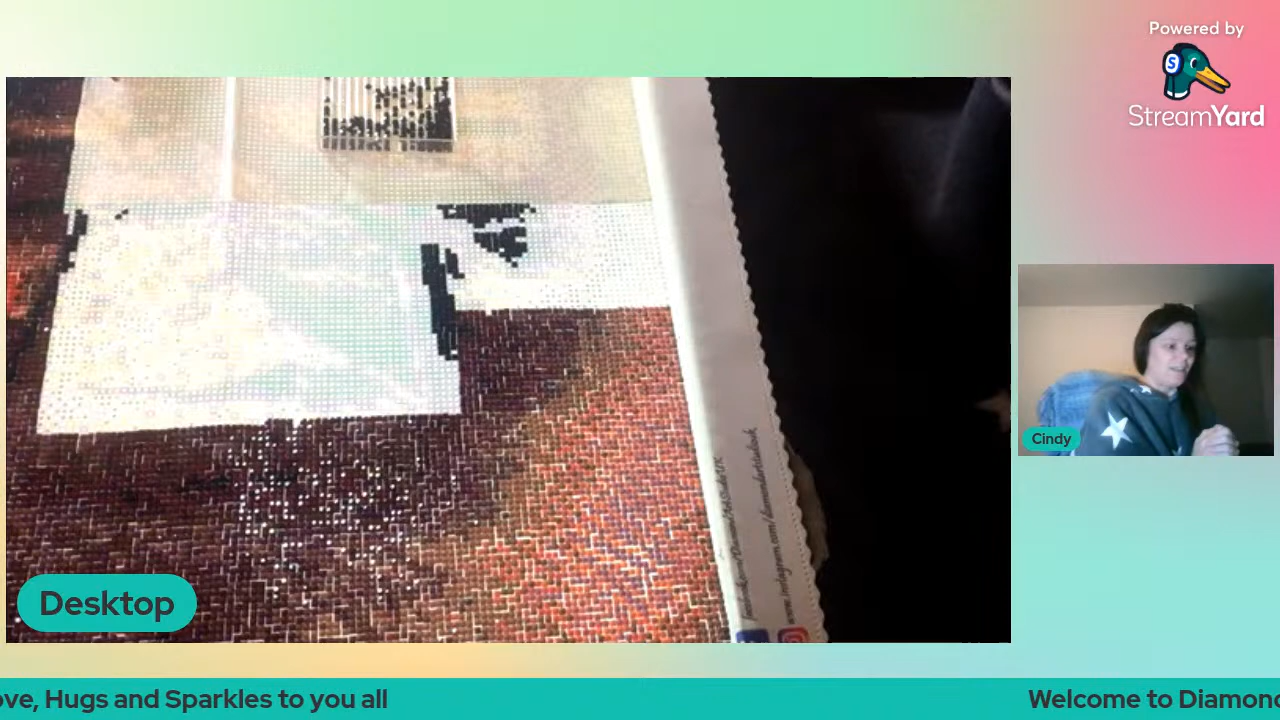 Powered by
S
StreamYard
Cindy
Desktop
ove, Hugs and Sparkles to you all
Welcome to Diamond